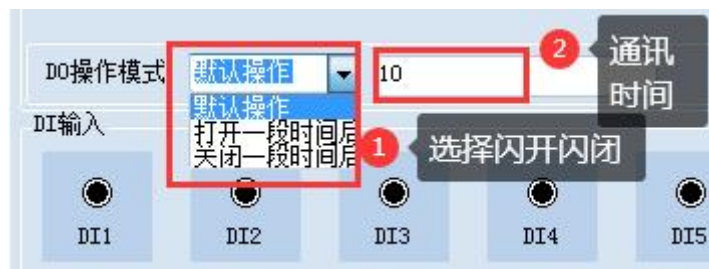 DO操作模式 默认操作 10
2 通讯时间
默认操作
打开一段时间后
关闭一段时间后
1 选择闪开闪闭
DI输入
DI1 DI2 DI3 DI4 DI5